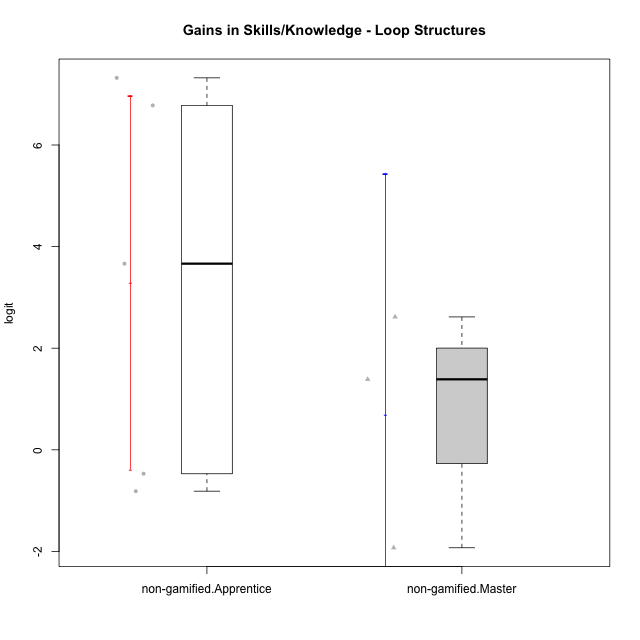 Gains in Skills/Knowledge - Loop Structures
logit
6
4
2
0
-2
non-gamified.Apprentice
non-gamified.Master